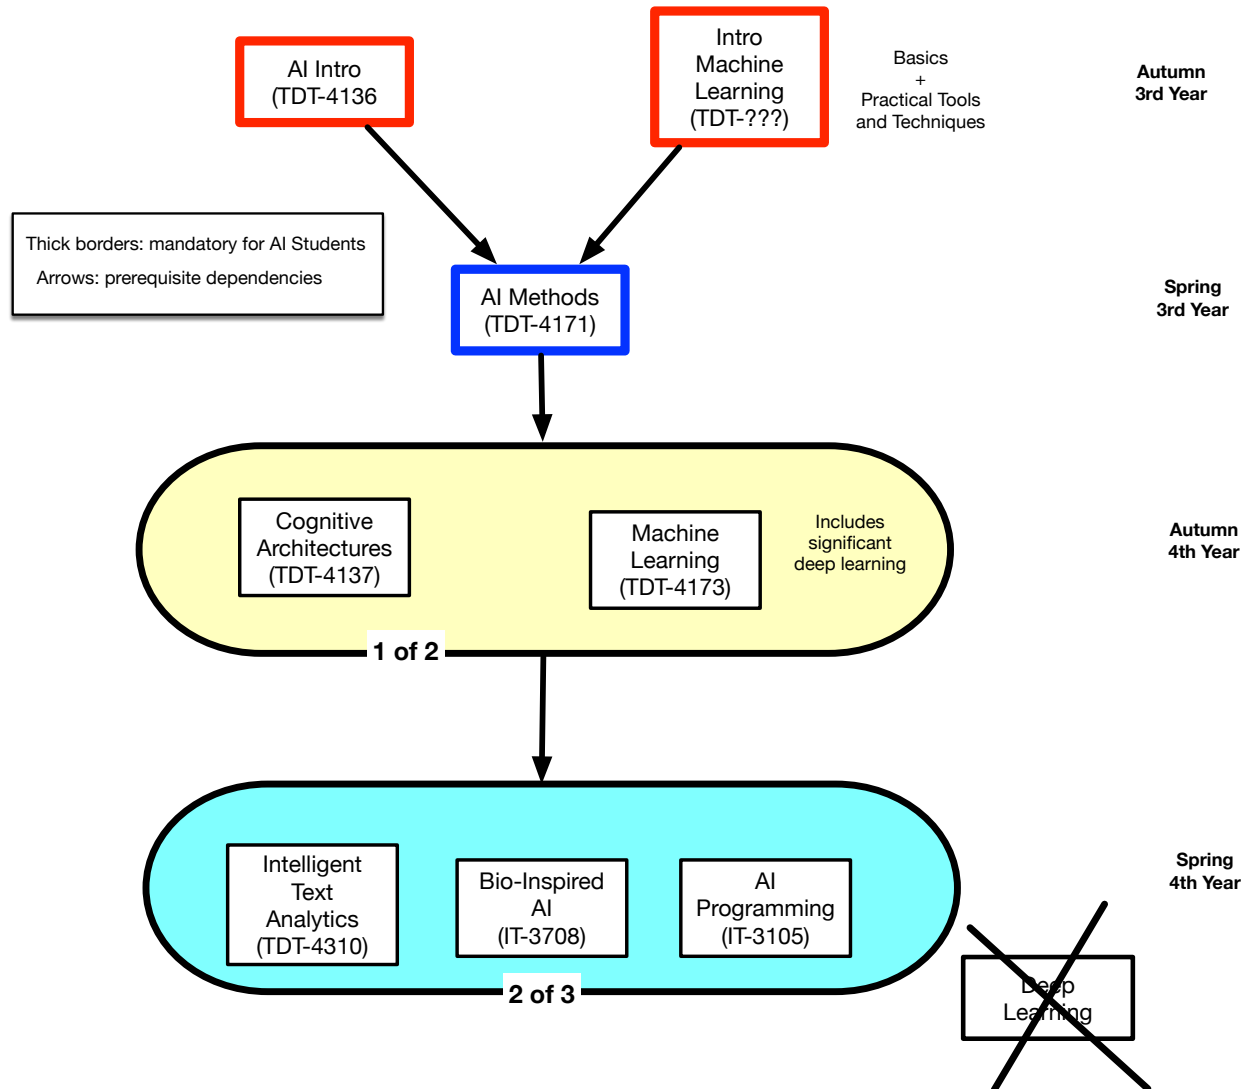 AI Intro
(TDT-4136
Intro
Machine
Learning
(TDT-???)
Basics
+
Practical Tools
and Techniques
Autumn
3rd Year
Thick borders: mandatory for AI Students
Arrows: prerequisite dependencies
AI Methods
(TDT-4171)
Spring
3rd Year
Cognitive
Architectures
(TDT-4137)
Machine
Learning
(TDT-4173)
Includes
significant
deep learning
Autumn
4th Year
1 of 2
Intelligent
Text
Analytics
(TDT-4310)
Bio-Inspired
AI
(IT-3708)
AI
Programming
(IT-3105)
Spring
4th Year
2 of 3
Deep
Learning